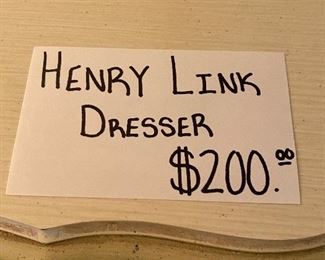 HENRY LINK
DRESSER
$200.00